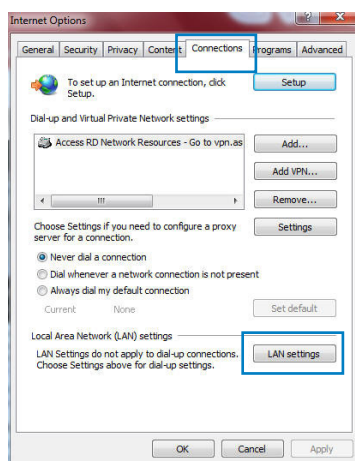 Internet Options
General Security Privacy Content Connections Programs Advanced
To set up an Internet connection, click
Setup.
Setup
Dial-up and Virtual Private Network settings
Access RD Network Resources - Go to vpn.as
Add...
Add VPN...
Remove...
Choose Settings if you need to configure a proxy
server for a connection.
Settings
Never dial a connection
Dial whenever a network connection is not present
Always dial my default connection
Current None
Set default
Local Area Network (LAN) settings
LAN Settings do not apply to dial-up connections.
Choose Settings above for dial-up settings.
LAN settings
OK Cancel Apply